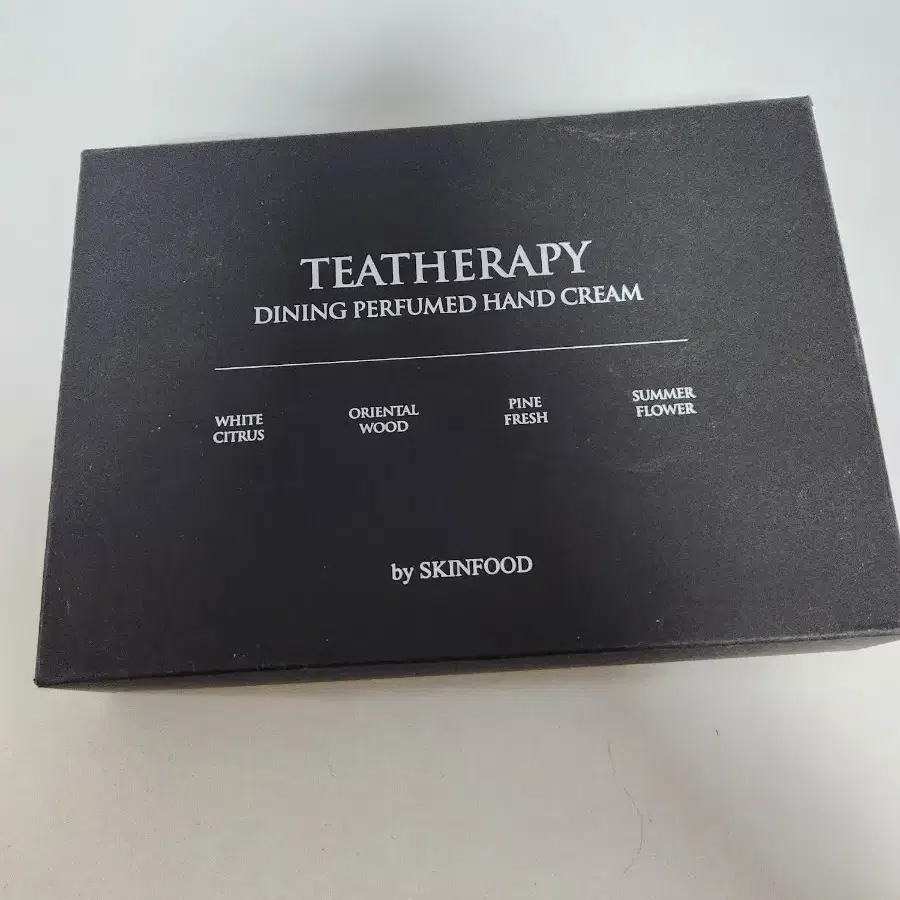 TEATHERAPY
DINING PERFUMED HAND CREAM
WHITE
CITRUS
ORIENTAL
WOOD
PINE
FRESH
SUMMER
FLOWER
by SKINFOOD